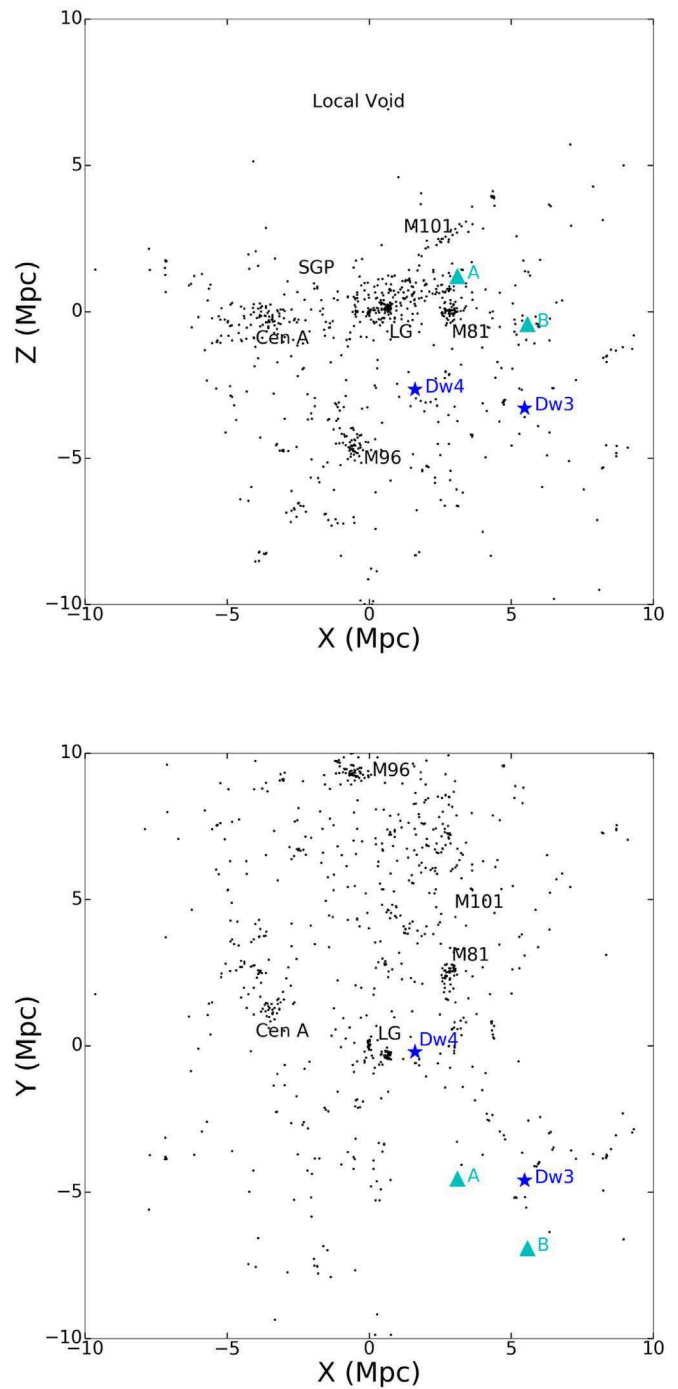 10
Local Void
5
M101
A
SGP
Z (Mpc)
0
B
LG
M81
Cen A
Dw4
Dw3
−5
M96
−10
−10
−5
0
5
10
X (Mpc)
10
M96
5
M101
M81
Y (Mpc)
LG
Cen A
Dw4
0
−5
A
Dw3
B
−10
−10
−5
0
5
10
X (Mpc)